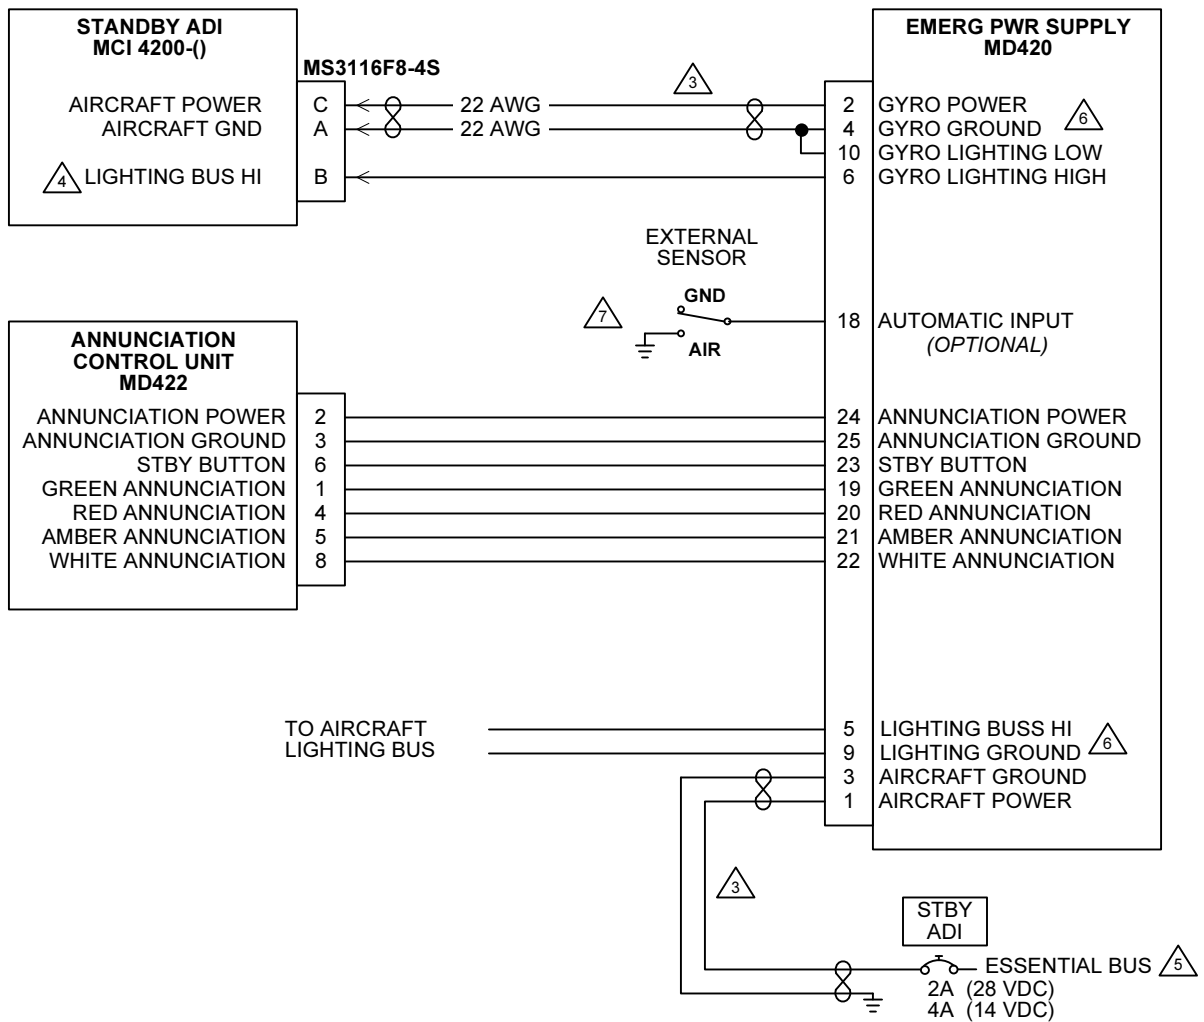 STANDBY ADI
MCI 4200-()
EMERG PWR SUPPLY
MD420
MS3116F8-4S
3
AIRCRAFT POWER C 22 AWG 2 GYRO POWER
AIRCRAFT GND A 22 AWG 4 GYRO GROUND 6
10 GYRO LIGHTING LOW
4 LIGHTING BUS HI B 6 GYRO LIGHTING HIGH
EXTERNAL
SENSOR
GND
7
18 AUTOMATIC INPUT
(OPTIONAL)
AIR
ANNUNCIATION
CONTROL UNIT
MD422
ANNUNCIATION POWER 2 24 ANNUNCIATION POWER
ANNUNCIATION GROUND 3 25 ANNUNCIATION GROUND
STBY BUTTON 6 23 STBY BUTTON
GREEN ANNUNCIATION 1 19 GREEN ANNUNCIATION
RED ANNUNCIATION 4 20 RED ANNUNCIATION
AMBER ANNUNCIATION 5 21 AMBER ANNUNCIATION
WHITE ANNUNCIATION 8 22 WHITE ANNUNCIATION
TO AIRCRAFT
LIGHTING BUS
5 LIGHTING BUSS HI
9 LIGHTING GROUND 6
3 AIRCRAFT GROUND
1 AIRCRAFT POWER
3
STBY
ADI
ESSENTIAL BUS 5
2A (28 VDC)
4A (14 VDC)